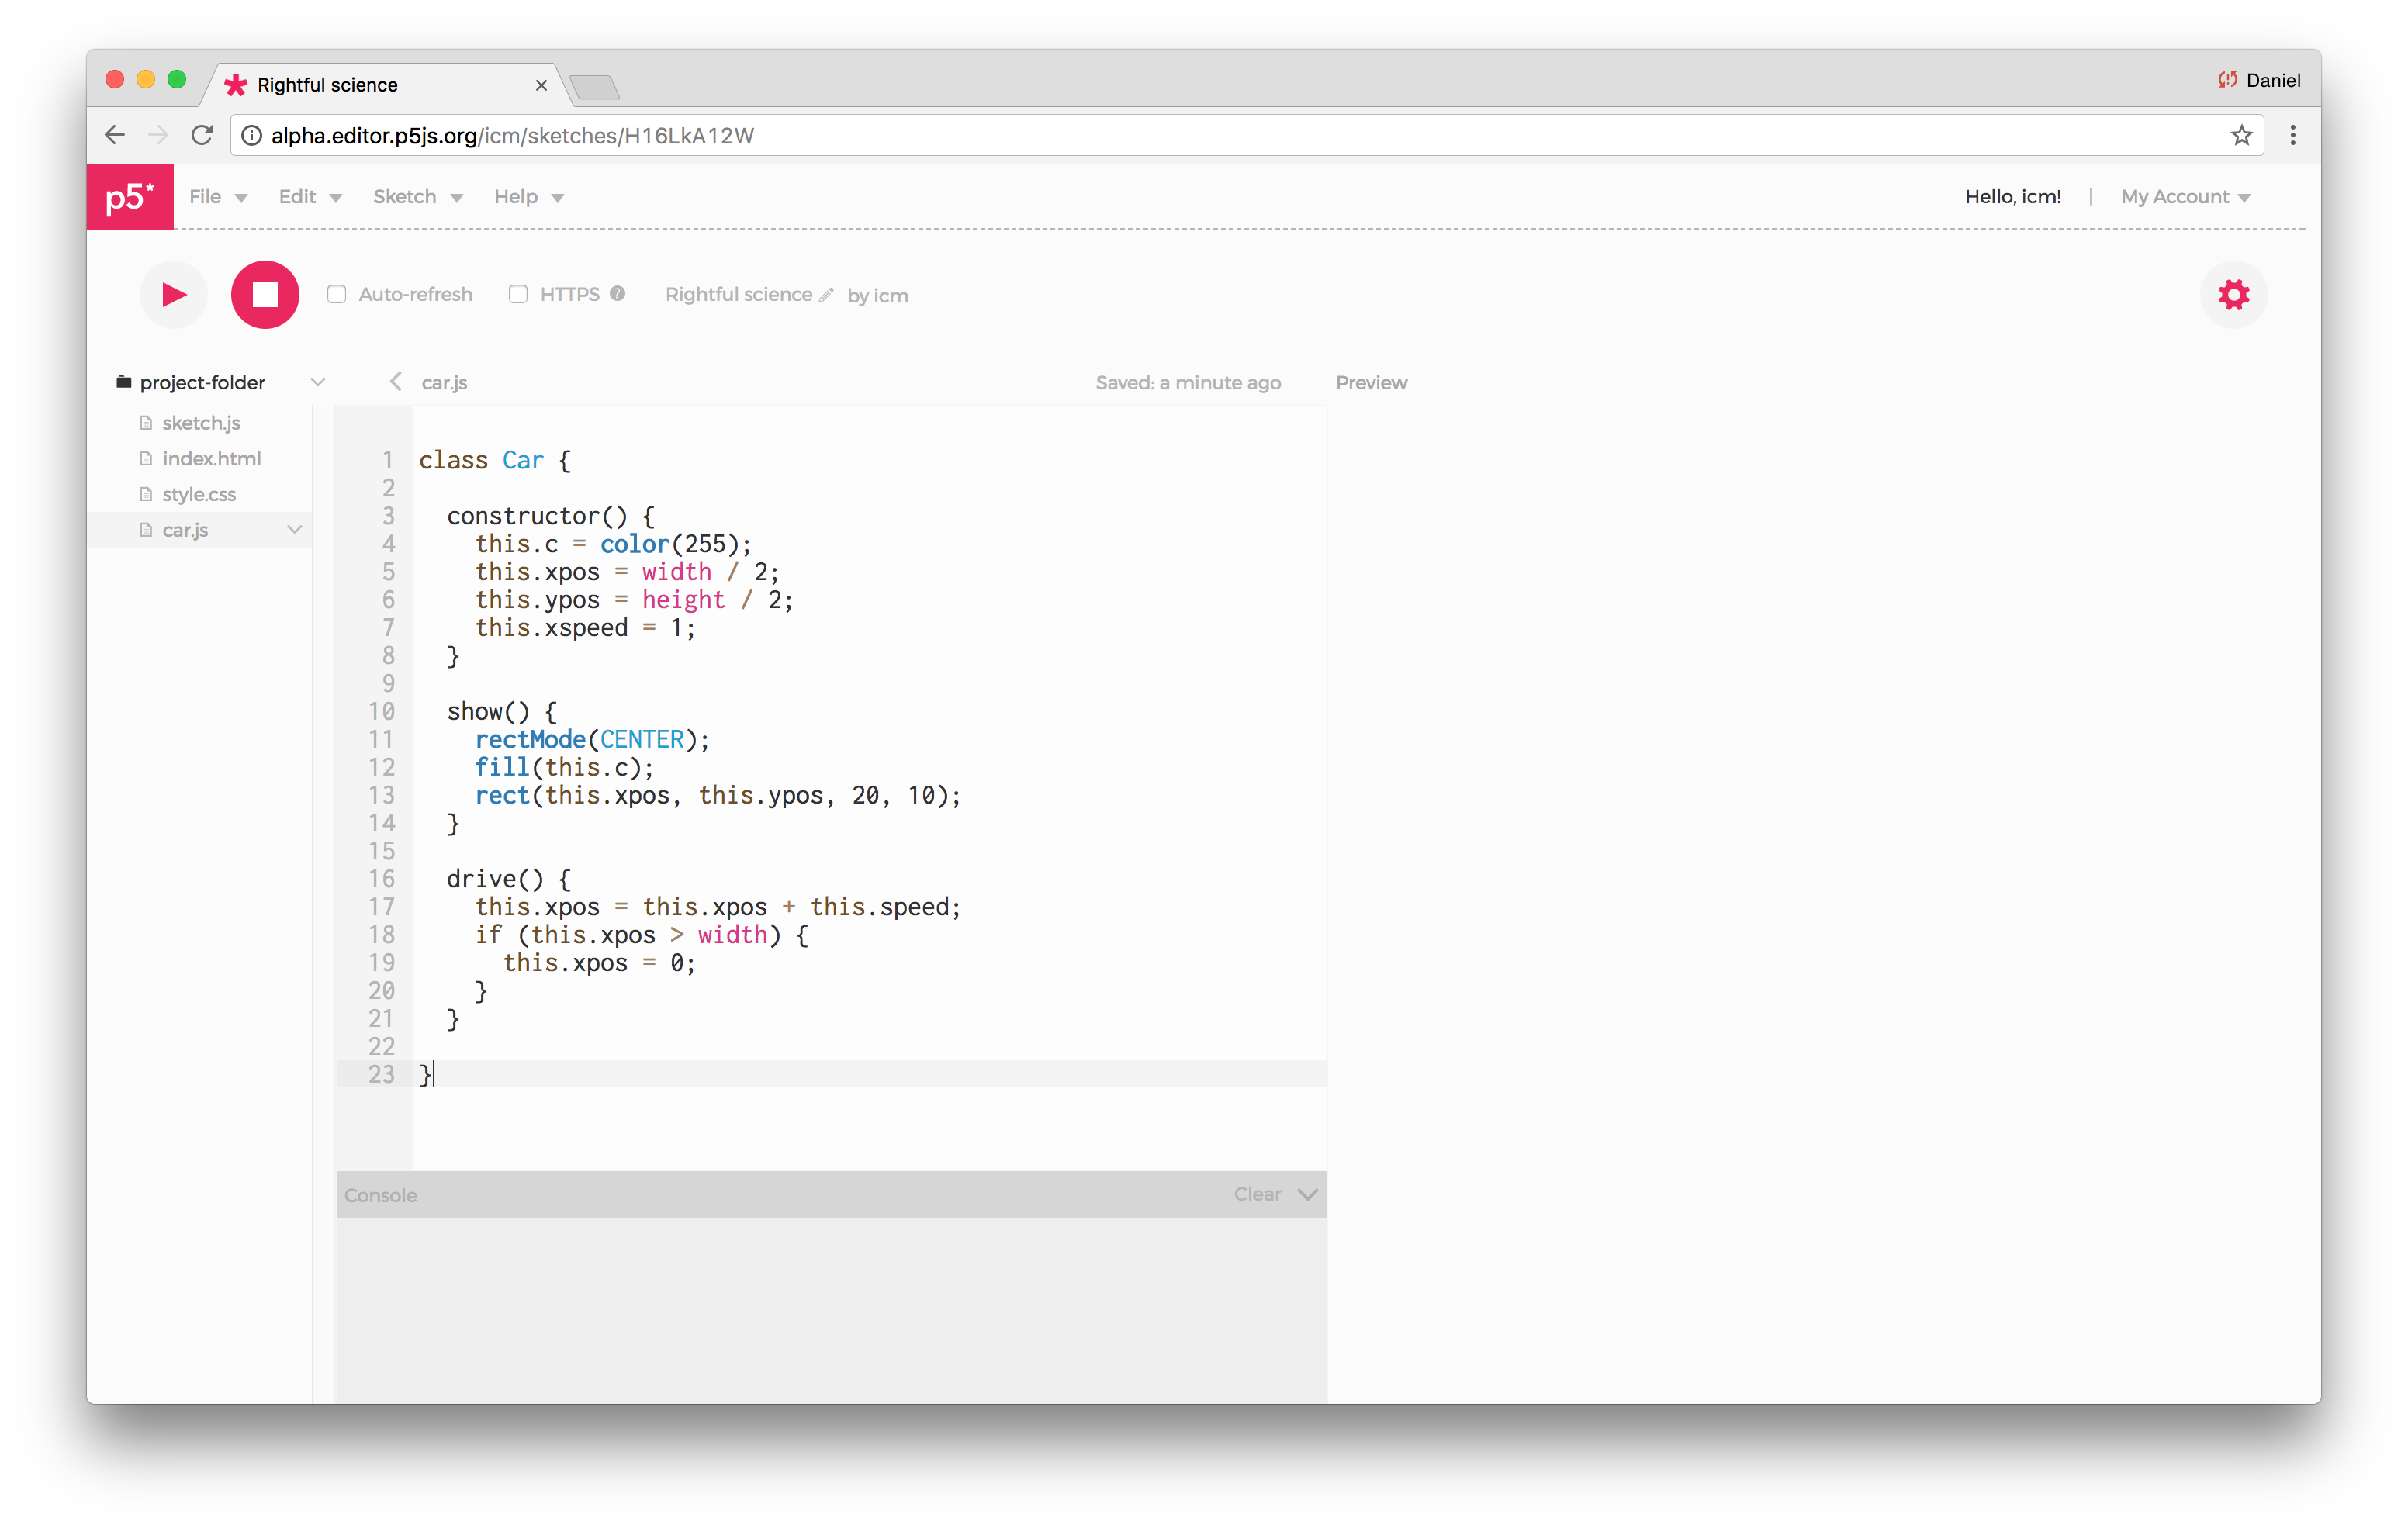 Rightful science
Daniel
alpha.editor.p5js.org/icm/sketches/H16LkA12W
p5* File Edit Sketch Help Hello, icm! | My Account
Auto-refresh HTTPS ? Rightful science by icm
project-folder
sketch.js
index.html
style.css
car.js
car.js Saved: a minute ago Preview
1 class Car {
2
3   constructor() {
4     this.c = color(255);
5     this.xpos = width / 2;
6     this.ypos = height / 2;
7     this.xspeed = 1;
8   }
9
10   show() {
11     rectMode(CENTER);
12     fill(this.c);
13     rect(this.xpos, this.ypos, 20, 10);
14   }
15
16   drive() {
17     this.xpos = this.xpos + this.speed;
18     if (this.xpos > width) {
19       this.xpos = 0;
20     }
21   }
22
23 }
Console Clear